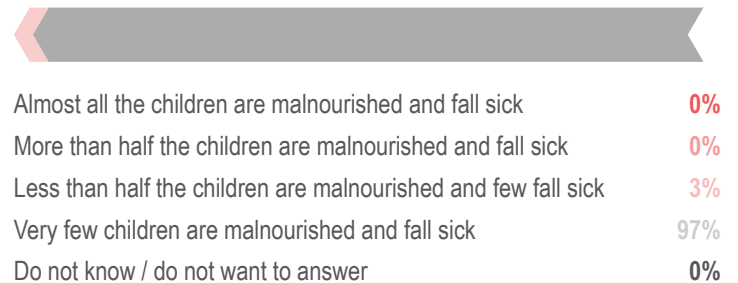 Almost all the children are malnourished and fall sick 0%
More than half the children are malnourished and fall sick 0%
Less than half the children are malnourished and few fall sick 3%
Very few children are malnourished and fall sick 97%
Do not know / do not want to answer 0%